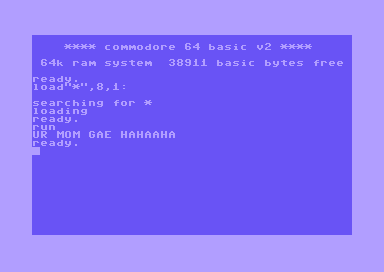 **** commodore 64 basic v2 ****
64k ram system  38911 basic bytes free
ready.
load"*",8,1:
searching for *
loading
ready.
run
UR MOM GAE HAHAAHA
ready.